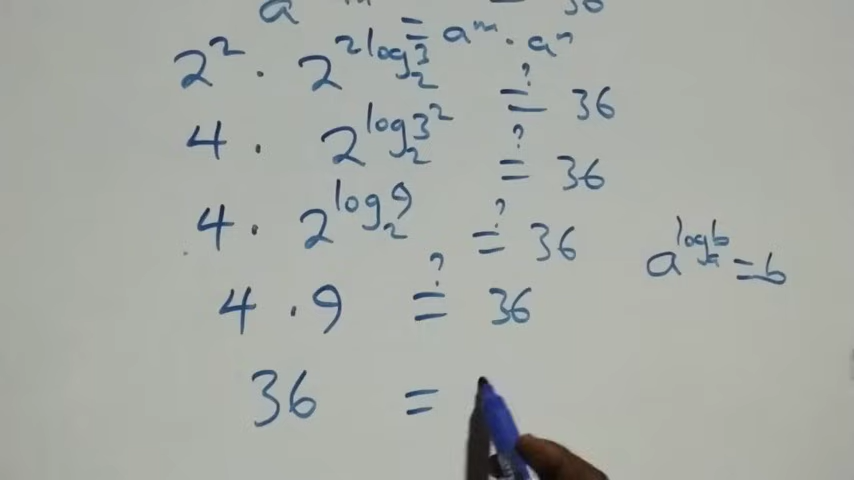 a^m = a^m · a^n
2^2 · 2^(2log_2 3) =? 36
4 · 2^(log_2 3^2) =? 36
4 · 2^(log_2 9) =? 36
a^(log_a b) = b
4 · 9 =? 36
36 =